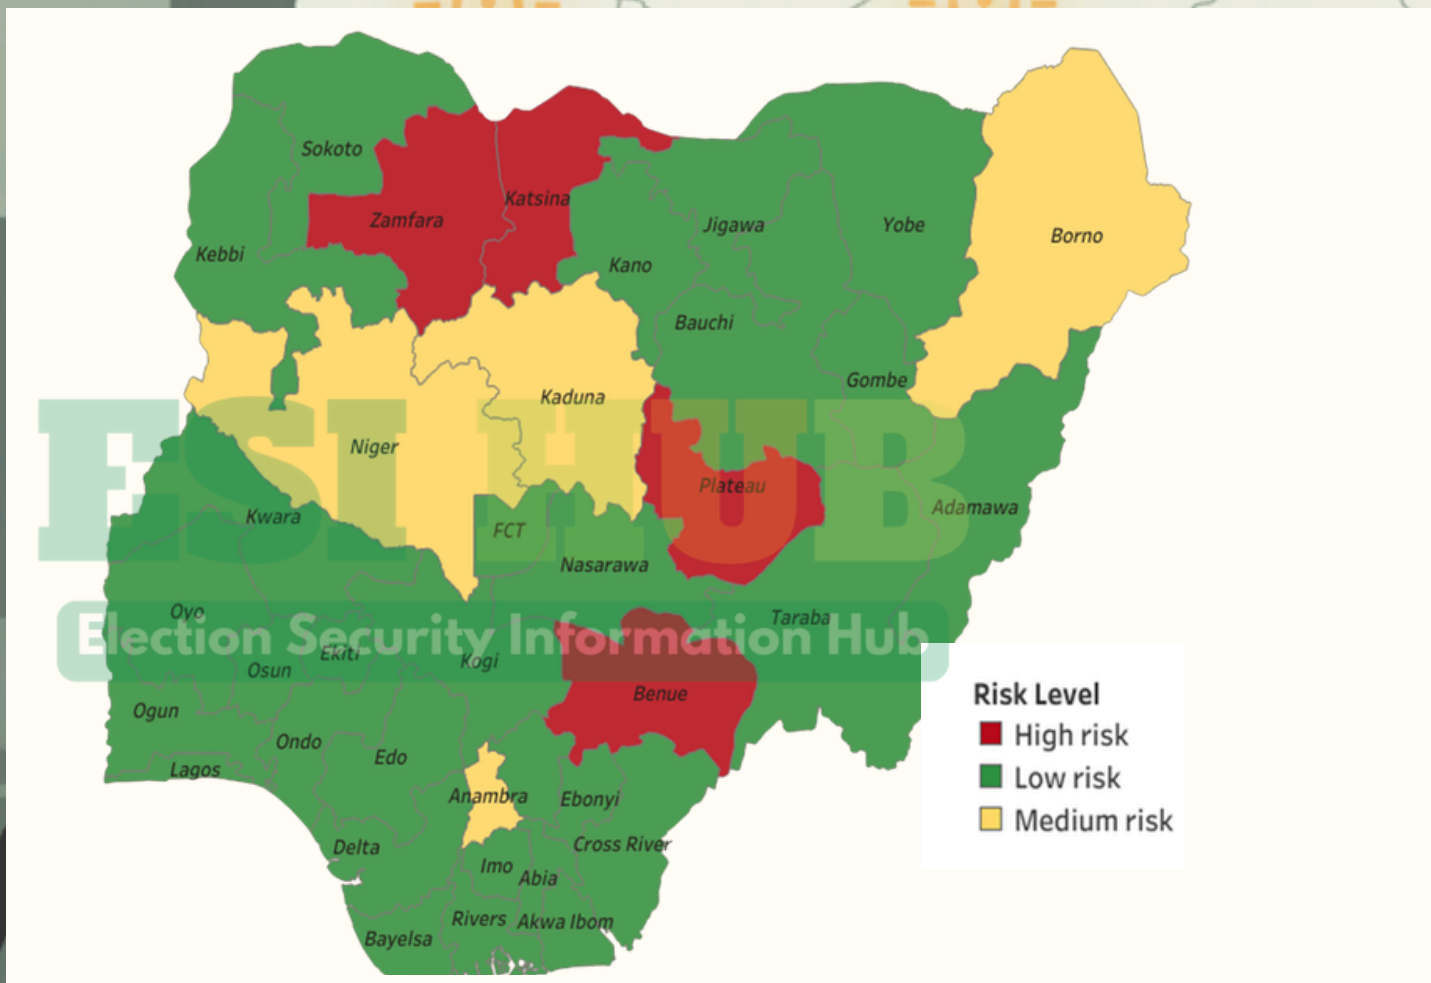 Sokoto
Katsina
Zamfara
Jigawa
Yobe
Borno
Kebbi
Kano
Bauchi
Gombe
Kaduna
Niger
ESI HUB
Plateau
Kwara
FCT
Adamawa
Nasarawa
Oyo
Taraba
Election Security Information Hub
Ekiti
Osun
Kogi
Benue
Ogun
Ondo
Edo
Lagos
Anambra
Ebonyi
Delta
Cross River
Imo
Abia
Rivers
Akwa Ibom
Bayelsa
Risk Level
High risk
Low risk
Medium risk